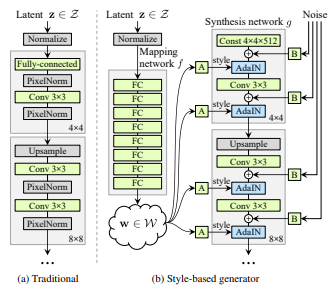 Latent z ∈ Z
Normalize
Fully-connected
PixelNorm
Conv 3×3
PixelNorm
4×4
Upsample
Conv 3×3
PixelNorm
Conv 3×3
PixelNorm
8×8
...
(a) Traditional
Latent z ∈ Z
Normalize
Mapping
network f
FC
FC
FC
FC
FC
FC
FC
FC
w ∈ W
Synthesis network g
Noise
Const 4×4×512
B
A
style
AdaIN
Conv 3×3
B
A
style
AdaIN
4×4
Upsample
Conv 3×3
B
A
style
AdaIN
Conv 3×3
B
A
style
AdaIN
8×8
...
(b) Style-based generator